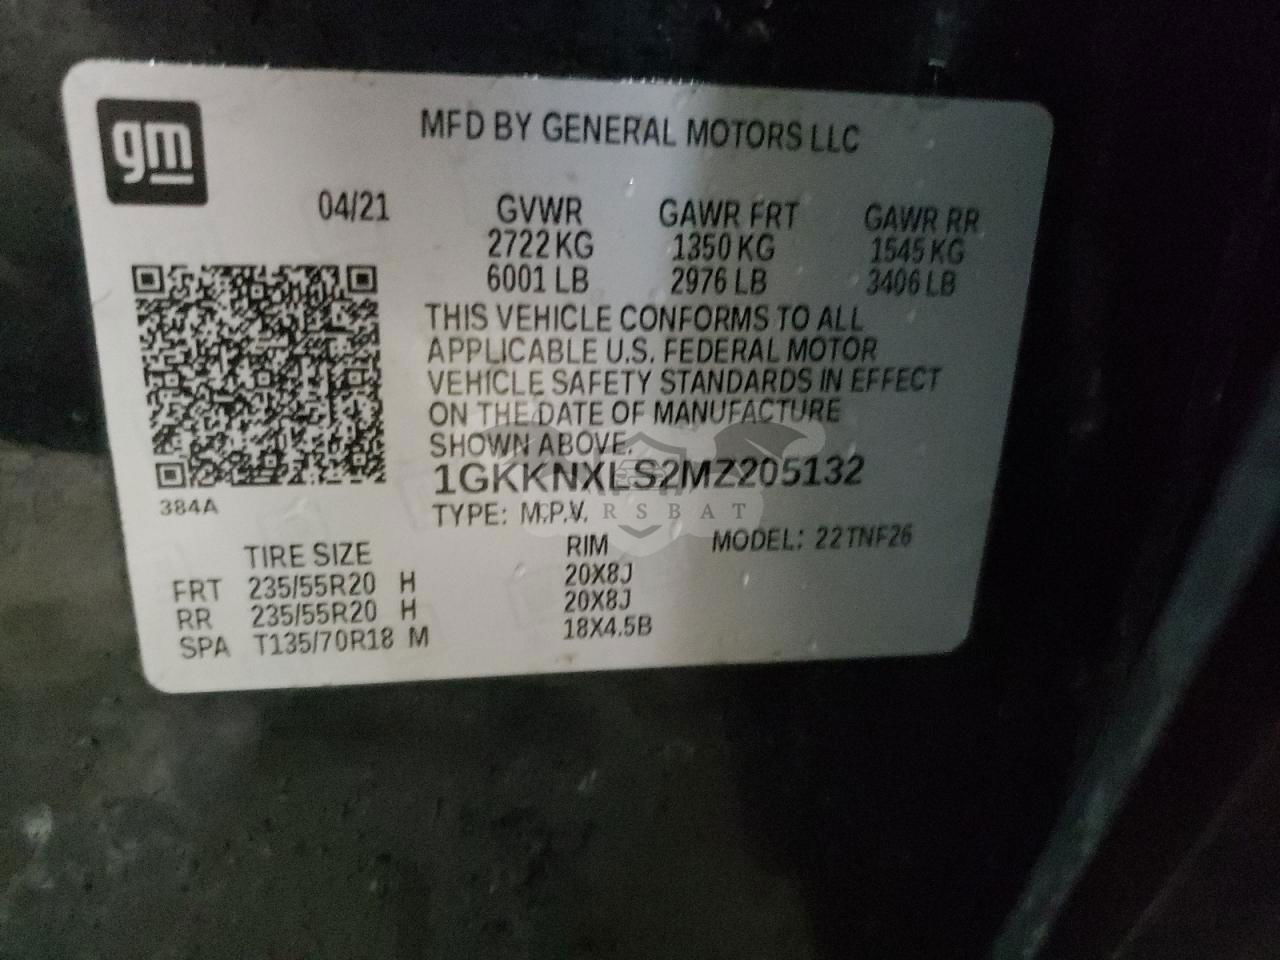 gm
MFD BY GENERAL MOTORS LLC
04/21 GVWR GAWR FRT GAWR RR
2722 KG 1350 KG 1545 KG
6001 LB 2976 LB 3406 LB
THIS VEHICLE CONFORMS TO ALL
APPLICABLE U.S. FEDERAL MOTOR
VEHICLE SAFETY STANDARDS IN EFFECT
ON THE DATE OF MANUFACTURE
SHOWN ABOVE.
1GKKNXLS2MZ205132
384A
TYPE: M.P.V.
RSBAT
TIRE SIZE RIM MODEL: 22TNF26
FRT 235/55R20 H 20X8J
RR 235/55R20 H 20X8J
SPA T135/70R18 M 18X4.5B